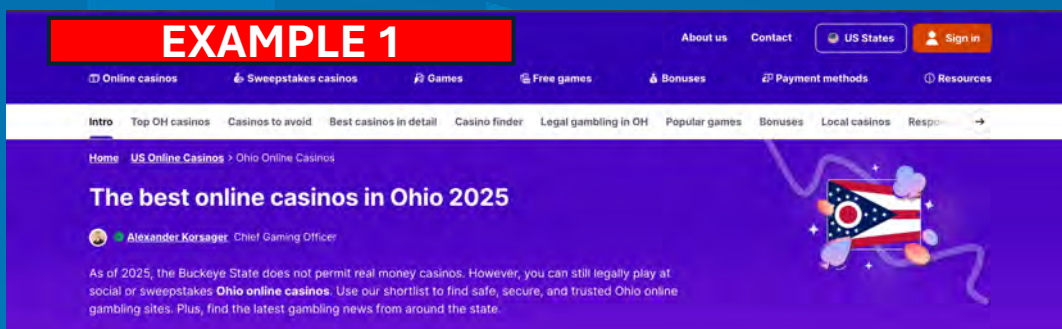 EXAMPLE 1
About us Contact US States Sign in
Online casinos Sweepstakes casinos Games Free games Bonuses Payment methods Resources
Intro Top OH casinos Casinos to avoid Best casinos in detail Casino finder Legal gambling in OH Popular games Bonuses Local casinos Respo →
Home US Online Casinos > Ohio Online Casinos
The best online casinos in Ohio 2025
Alexander Korsager Chief Gaming Officer
As of 2025, the Buckeye State does not permit real money casinos. However, you can still legally play at
social or sweepstakes Ohio online casinos. Use our shortlist to find safe, secure, and trusted Ohio online
gambling sites. Plus, find the latest gambling news from around the state.